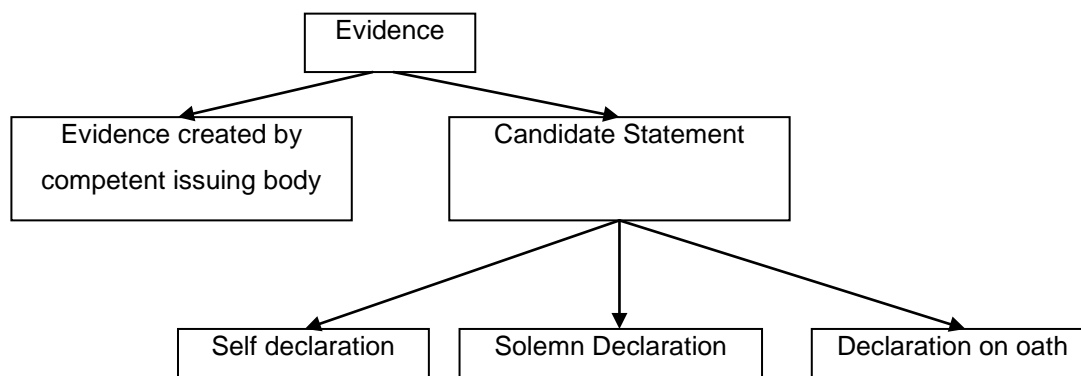 Evidence
Evidence created by
competent issuing body
Candidate Statement
Self declaration
Solemn Declaration
Declaration on oath